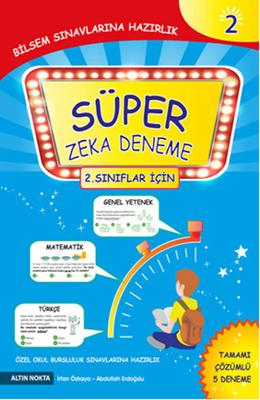 BİLSEM SINAVLARINA HAZIRLIK
2
SÜPER
ZEKA DENEME
2. SINIFLAR İÇİN
GENEL YETENEK
MATEMATİK
TÜRKÇE
TAMAMI
ÇÖZÜMLÜ
5 DENEME
ÖZEL OKUL BURSLULUK SINAVLARINA HAZIRLIK
ALTIN NOKTA
İrfan Özkaya - Abdullah Erdoğdu